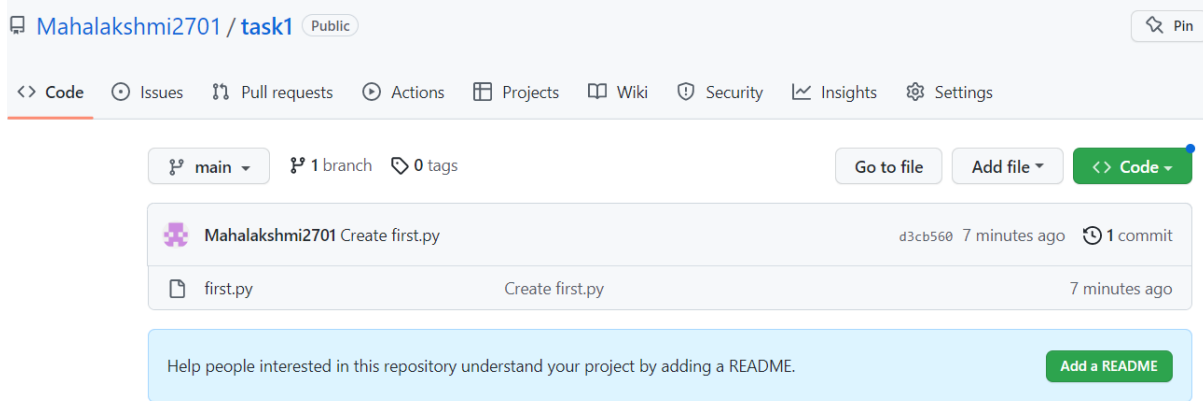 Mahalakshmi2701 / task1 Public Pin
<> Code Issues Pull requests Actions Projects Wiki Security Insights Settings
main 1 branch 0 tags Go to file Add file <> Code
Mahalakshmi2701 Create first.py d3cb560 7 minutes ago 1 commit
first.py Create first.py 7 minutes ago
Help people interested in this repository understand your project by adding a README. Add a README